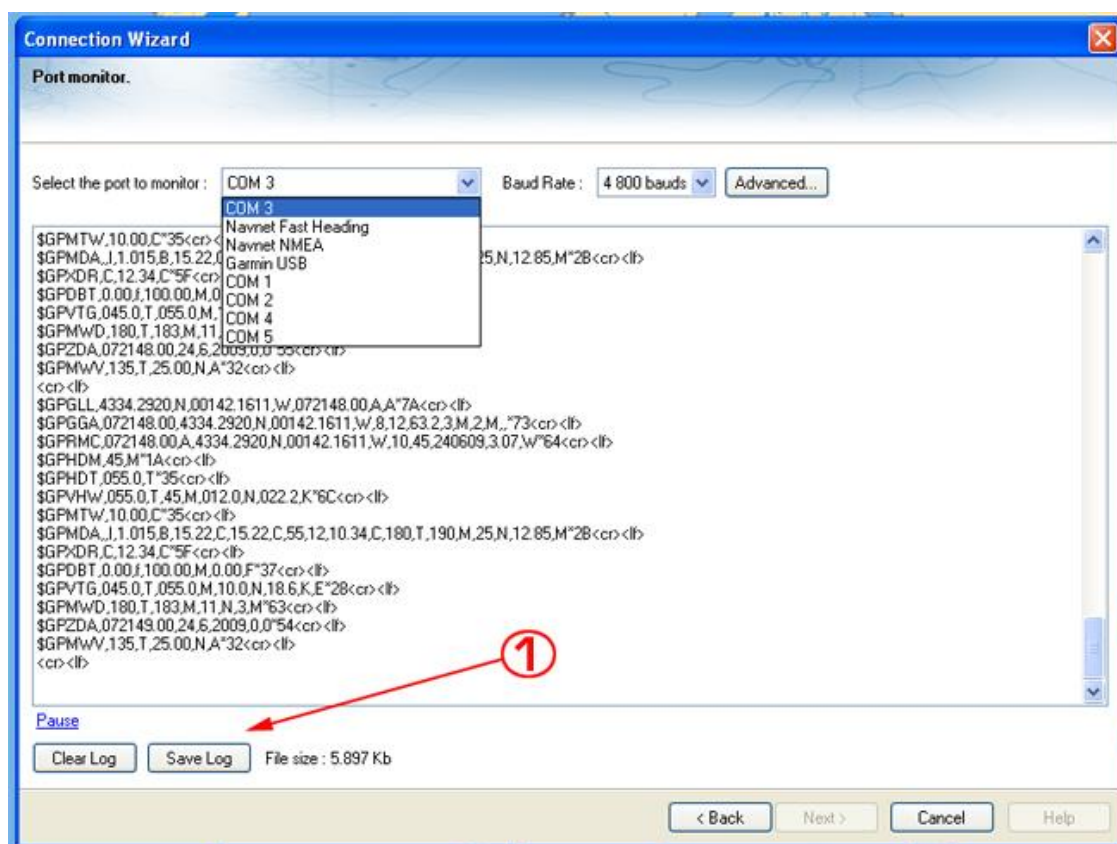 Connection Wizard
Port monitor.
Select the port to monitor : COM 3 Baud Rate : 4 800 bauds Advanced...
COM 3
Navnet Fast Heading
Navnet NMEA
Garmin USB
COM 1
COM 2
COM 4
COM 5
$GPMTW,10.00,C*35<cr><
$GPMDA,,I,1.015,B,15.22, 25,N,12.85,M*2B<cr><lf>
$GPXDR,C,12.34,C*5F<cr>
$GPDBT,0.00,f,100.00,M,0
$GPVTG,045.0,T,055.0,M,
$GPMWD,180,T,183,M,11,
$GPZDA,072148.00,24,6,2009,0,0*55<cr><lf>
$GPMWV,135,T,25.00,N,A*32<cr><lf>
<cr><lf>
$GPGLL,4334.2920,N,00142.1611,W,072148.00,A,A*7A<cr><lf>
$GPGGA,072148.00,4334.2920,N,00142.1611,W,8,12,63.2,3,M,2,M,,*73<cr><lf>
$GPRMC,072148.00,A,4334.2920,N,00142.1611,W,10,45,240609,3.07,W*64<cr><lf>
$GPHDM,45,M*1A<cr><lf>
$GPHDT,055.0,T*35<cr><lf>
$GPVHW,055.0,T,45,M,012.0,N,022.2,K*6C<cr><lf>
$GPMTW,10.00,C*35<cr><lf>
$GPMDA,,I,1.015,B,15.22,C,15.22,C,55,12,10.34,C,180,T,190,M,25,N,12.85,M*2B<cr><lf>
$GPXDR,C,12.34,C*5F<cr><lf>
$GPDBT,0.00,f,100.00,M,0.00,F*37<cr><lf>
$GPVTG,045.0,T,055.0,M,10.0,N,18.6,K,E*28<cr><lf>
$GPMWD,180,T,183,M,11,N,3,M*63<cr><lf>
$GPZDA,072149.00,24,6,2009,0,0*54<cr><lf>
$GPMWV,135,T,25.00,N,A*32<cr><lf>
<cr><lf>
1
Pause
Clear Log Save Log File size : 5.897 Kb
< Back Next > Cancel Help